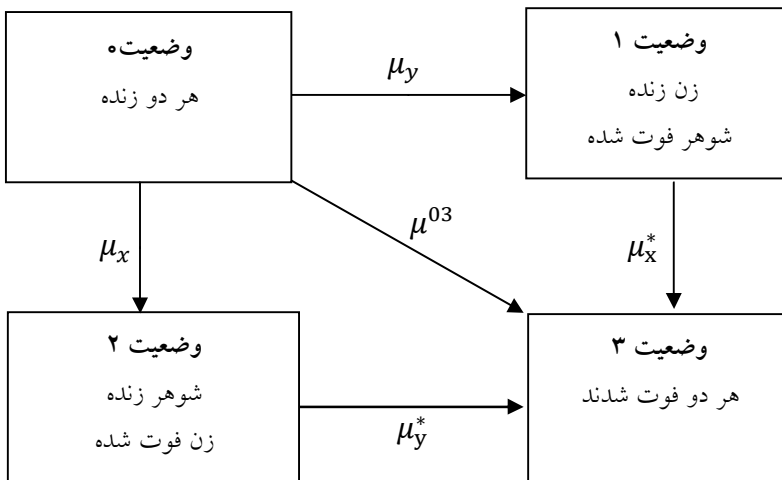 وضعیت۰
هر دو زنده
μ_y
وضعیت ۱
زن زنده
شوهر فوت شده
μ_x
μ^{03}
μ_x^*
وضعیت ۲
شوهر زنده
زن فوت شده
μ_y^*
وضعیت ۳
هر دو فوت شدند